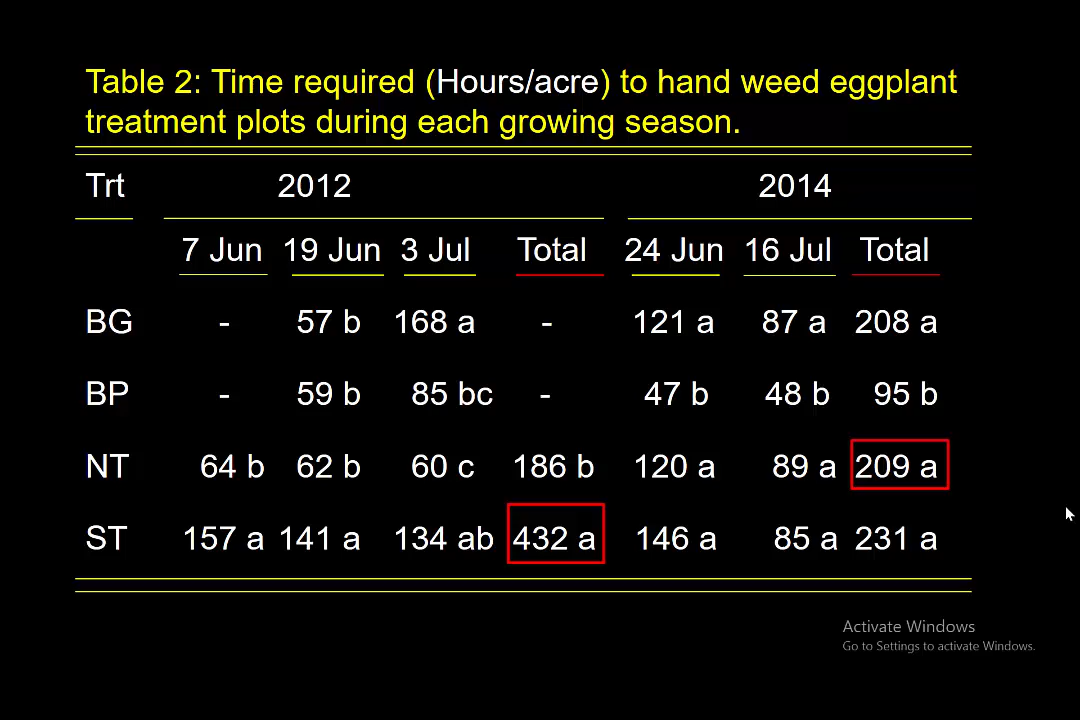 Table 2: Time required (Hours/acre) to hand weed eggplant
treatment plots during each growing season.
Trt 2012 2014
7 Jun 19 Jun 3 Jul Total 24 Jun 16 Jul Total
BG - 57 b 168 a - 121 a 87 a 208 a
BP - 59 b 85 bc - 47 b 48 b 95 b
NT 64 b 62 b 60 c 186 b 120 a 89 a 209 a
ST 157 a 141 a 134 ab 432 a 146 a 85 a 231 a
Activate Windows
Go to Settings to activate Windows.